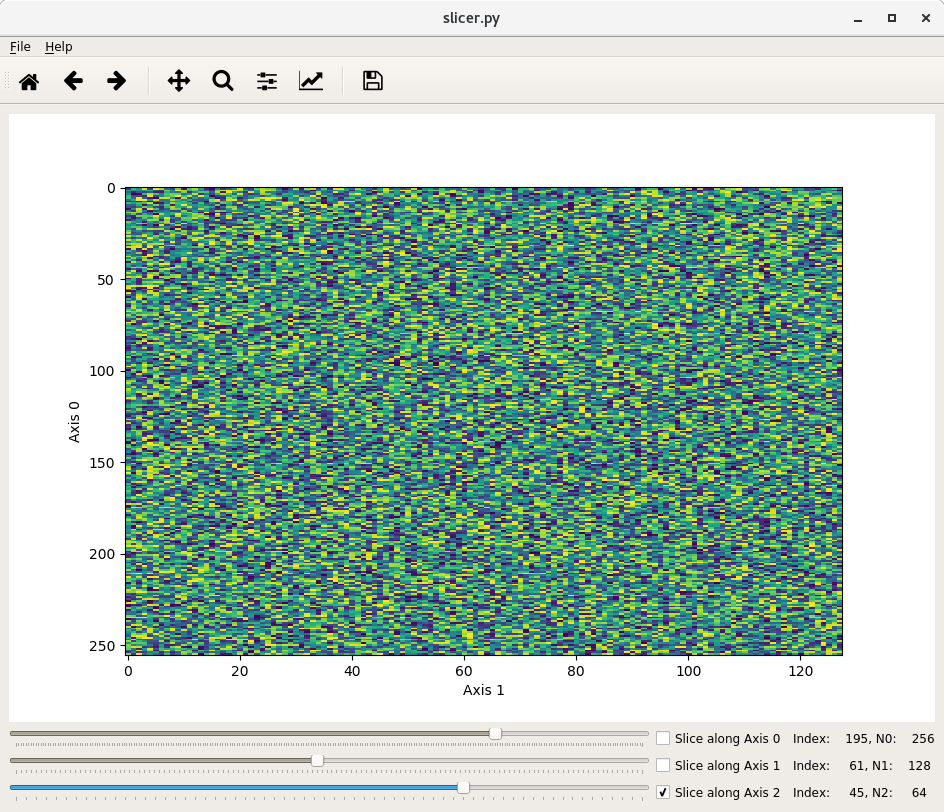 slicer.py
File Help
0
50
100
150
200
250
Axis 0
0 20 40 60 80 100 120
Axis 1
Slice along Axis 0 Index: 195, N0: 256
Slice along Axis 1 Index: 61, N1: 128
Slice along Axis 2 Index: 45, N2: 64